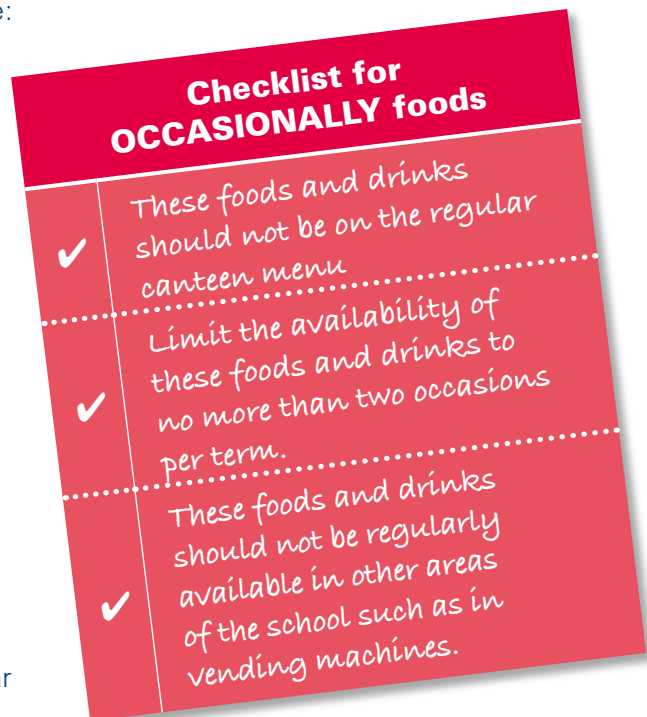 e:
Checklist for
OCCASIONALLY foods
✔
These foods and drinks
should not be on the regular
canteen menu
✔
Limit the availability of
these foods and drinks to
no more than two occasions
per term.
✔
These foods and drinks
should not be regularly
available in other areas
of the school such as in
vending machines.
ar